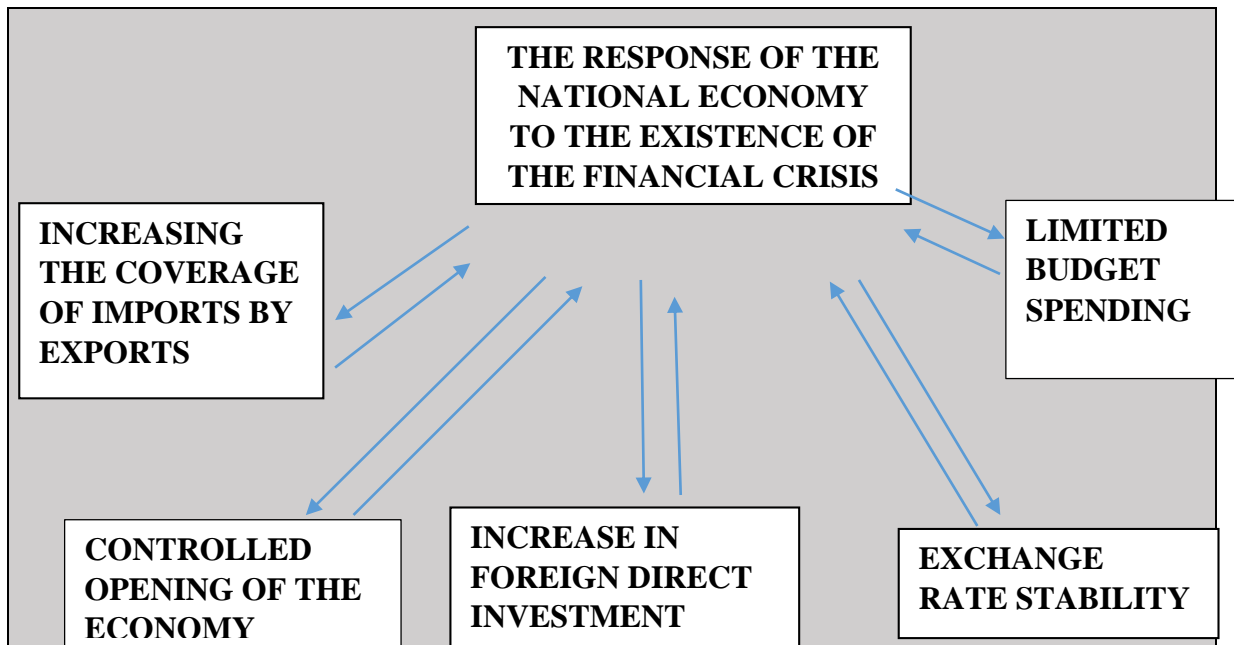 THE RESPONSE OF THE
NATIONAL ECONOMY
TO THE EXISTENCE OF
THE FINANCIAL CRISIS
INCREASING
THE COVERAGE
OF IMPORTS BY
EXPORTS
LIMITED
BUDGET
SPENDING
CONTROLLED
OPENING OF THE
ECONOMY
INCREASE IN
FOREIGN DIRECT
INVESTMENT
EXCHANGE
RATE STABILITY